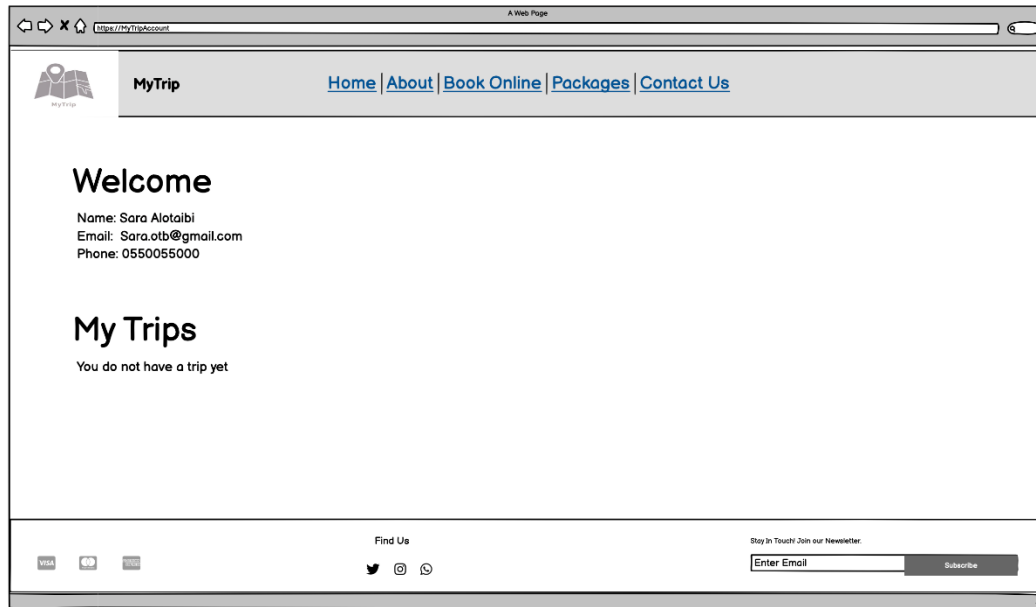 A Web Page
https://MyTripAccount
MyTrip
MyTrip
Home | About | Book Online | Packages | Contact Us
Welcome
Name: Sara Alotaibi
Email: Sara.otb@gmail.com
Phone: 0550055000
My Trips
You do not have a trip yet
Find Us
Stay In Touch! Join our Newsletter.
VISA
Enter Email
Subscribe